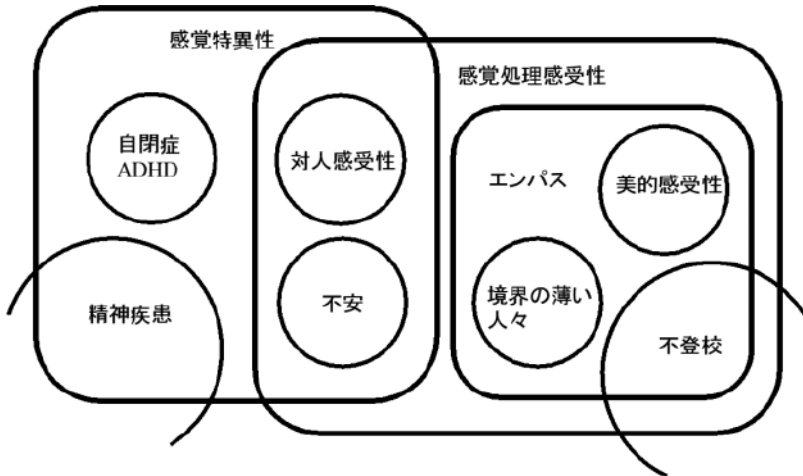 感覚特異性
感覚処理感受性
自閉症
ADHD
対人感受性
エンパス
美的感受性
精神疾患
不安
境界の薄い
人々
不登校